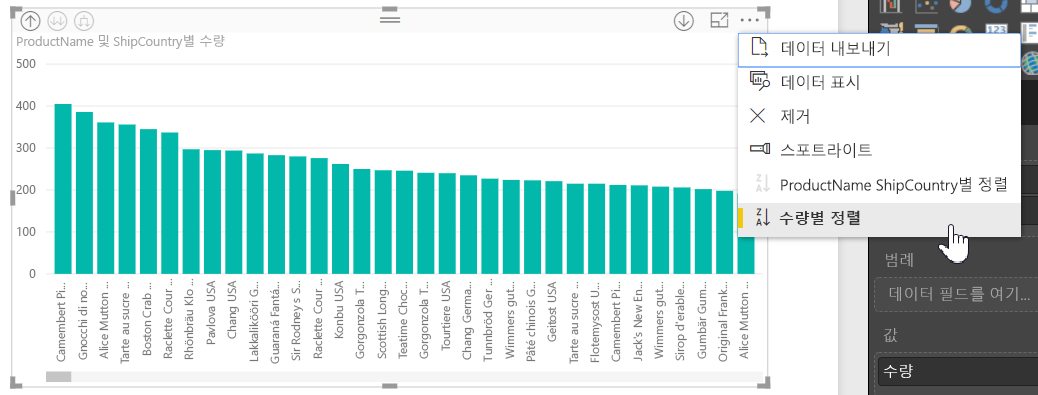 ProductName 및 ShipCountry별 수량
500
400
300
200
100
0
Camembert Pi...
Gnocchi di no...
Alice Mutton ...
Tarte au sucre ...
Boston Crab ...
Raclette Cour ...
Rhönbräu Klo ...
Pavlova USA
Chang USA
Lakkalikööri G...
Guaraná Fantá...
Sir Rodney's S...
Raclette Cour ...
Konbu USA
Gorgonzola T...
Scottish Long...
Teatime Choc...
Gorgonzola T...
Tourtiere USA
Chang Germa...
Tunnbröd Ger ...
Wimmers gut...
Pâté chinois G...
Geitost USA
Tarte au sucre ...
Flotemysost U...
Camembert Pi...
Jack's New En...
Wimmers gut...
Sirop d'erable...
Gumbär Gum...
Original Frank...
Alice Mutton ...
데이터 내보내기
데이터 표시
제거
스포트라이트
ProductName ShipCountry별 정렬
수량별 정렬
123
범례
데이터 필드를 여기...
값
수량